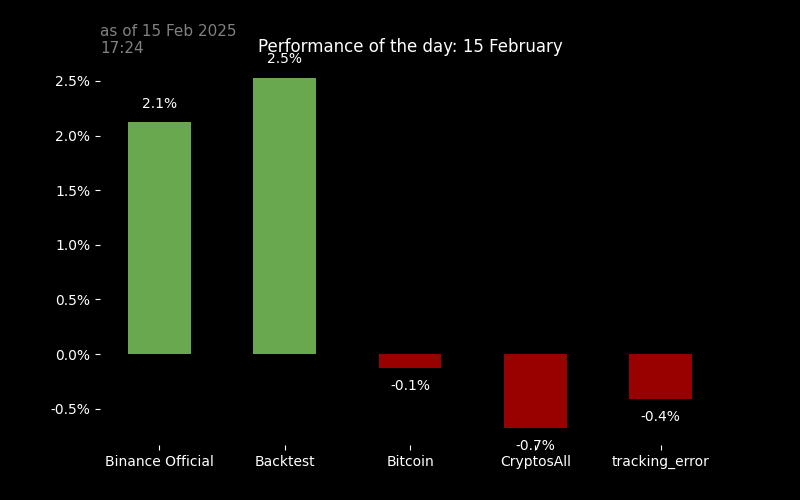 as of 15 Feb 2025
17:24
Performance of the day: 15 February
2.5%
2.0%
1.5%
1.0%
0.5%
0.0%
-0.5%
2.1%
2.5%
-0.1%
-0.7%
-0.4%
Binance Official
Backtest
Bitcoin
CryptosAll
tracking_error